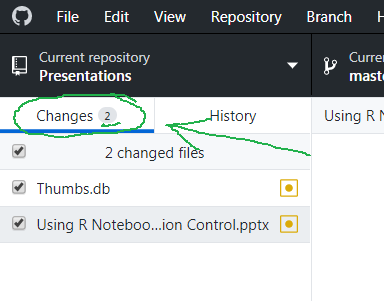 File Edit View Repository Branch H
Current repository Curren
Presentations maste
Changes 2 History Using R N
2 changed files
Thumbs.db
Using R Noteboo...ion Control.pptx